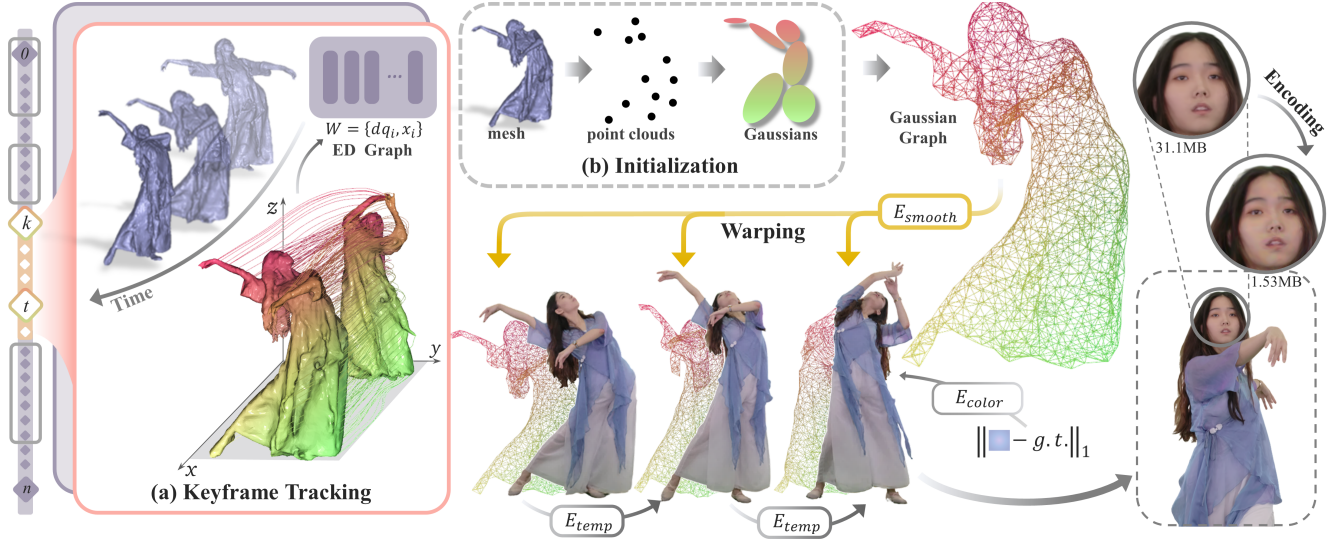 0
k
t
n
W = {dq_i, x_i}
ED Graph
Time
z
y
x
(a) Keyframe Tracking
mesh
point clouds
Gaussians
(b) Initialization
Gaussian
Graph
E_smooth
Warping
E_temp
E_temp
E_color
‖ − g.t.‖_1
31.1MB
Encoding
1.53MB